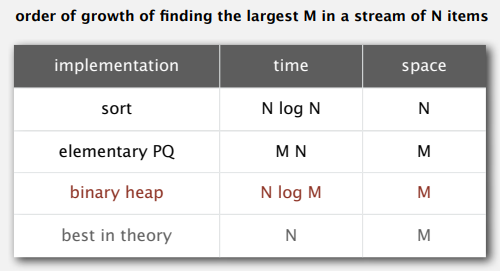 order of growth of finding the largest M in a stream of N items
implementation time space
sort N log N N
elementary PQ M N M
binary heap N log M M
best in theory N M